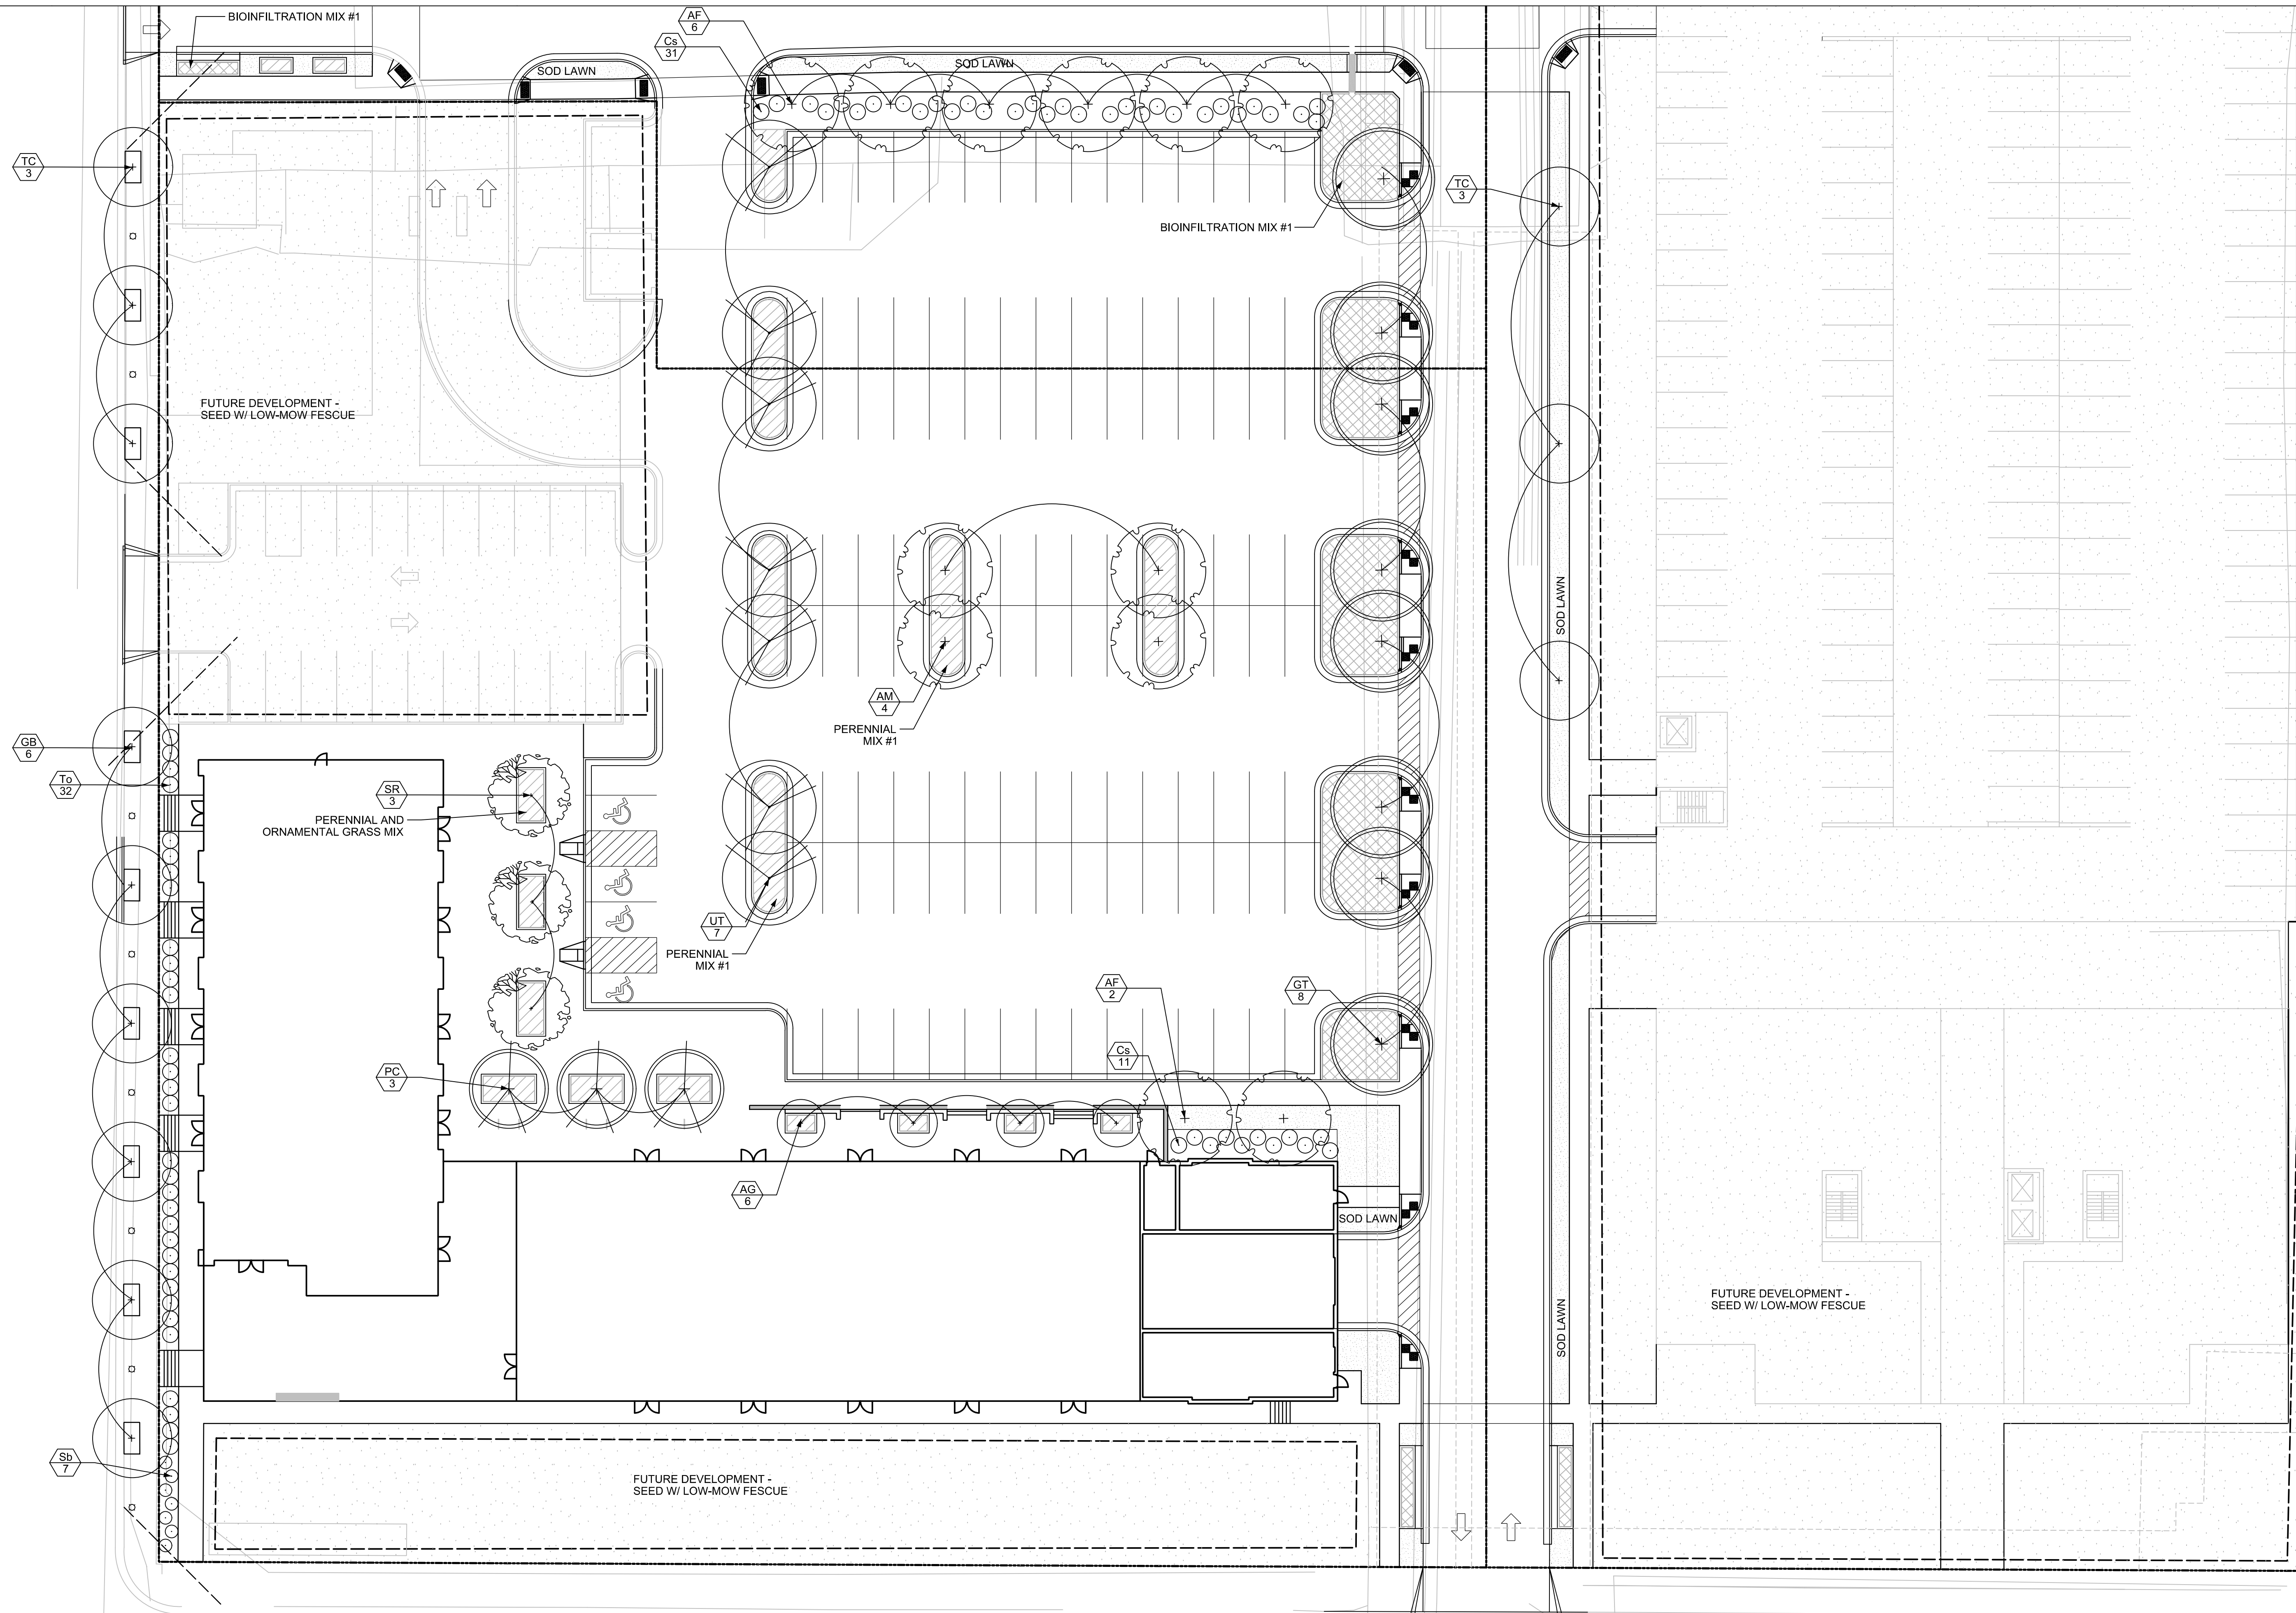 BIOINFILTRATION MIX #1
AF
6
Cs
31
SOD LAWN
SOD LAWN
TC
3
TC
3
BIOINFILTRATION MIX #1
FUTURE DEVELOPMENT -
SEED W/ LOW-MOW FESCUE
SOD LAWN
AM
4
PERENNIAL
MIX #1
GB
6
To
32
SR
3
PERENNIAL AND
ORNAMENTAL GRASS MIX
UT
7
PERENNIAL
MIX #1
AF
2
GT
8
Cs
11
PC
3
AG
6
SOD LAWN
FUTURE DEVELOPMENT -
SEED W/ LOW-MOW FESCUE
SOD LAWN
Sb
7
FUTURE DEVELOPMENT -
SEED W/ LOW-MOW FESCUE